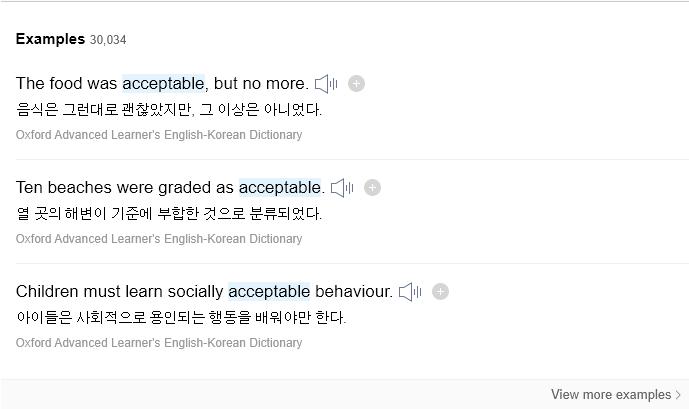 Examples 30,034
The food was acceptable, but no more.
음식은 그런대로 괜찮았지만, 그 이상은 아니었다.
Oxford Advanced Learner's English-Korean Dictionary
Ten beaches were graded as acceptable.
열 곳의 해변이 기준에 부합한 것으로 분류되었다.
Oxford Advanced Learner's English-Korean Dictionary
Children must learn socially acceptable behaviour.
아이들은 사회적으로 용인되는 행동을 배워야만 한다.
Oxford Advanced Learner's English-Korean Dictionary
View more examples